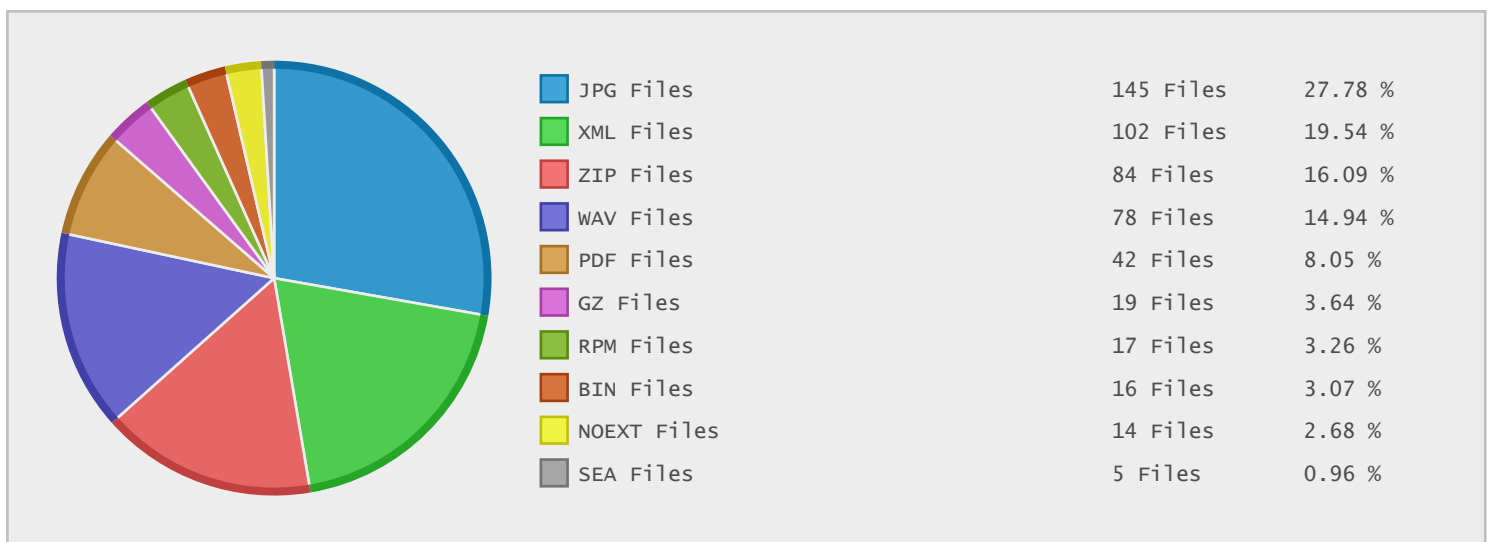 JPG Files 145 Files 27.78 %
XML Files 102 Files 19.54 %
ZIP Files 84 Files 16.09 %
WAV Files 78 Files 14.94 %
PDF Files 42 Files 8.05 %
GZ Files 19 Files 3.64 %
RPM Files 17 Files 3.26 %
BIN Files 16 Files 3.07 %
NOEXT Files 14 Files 2.68 %
SEA Files 5 Files 0.96 %